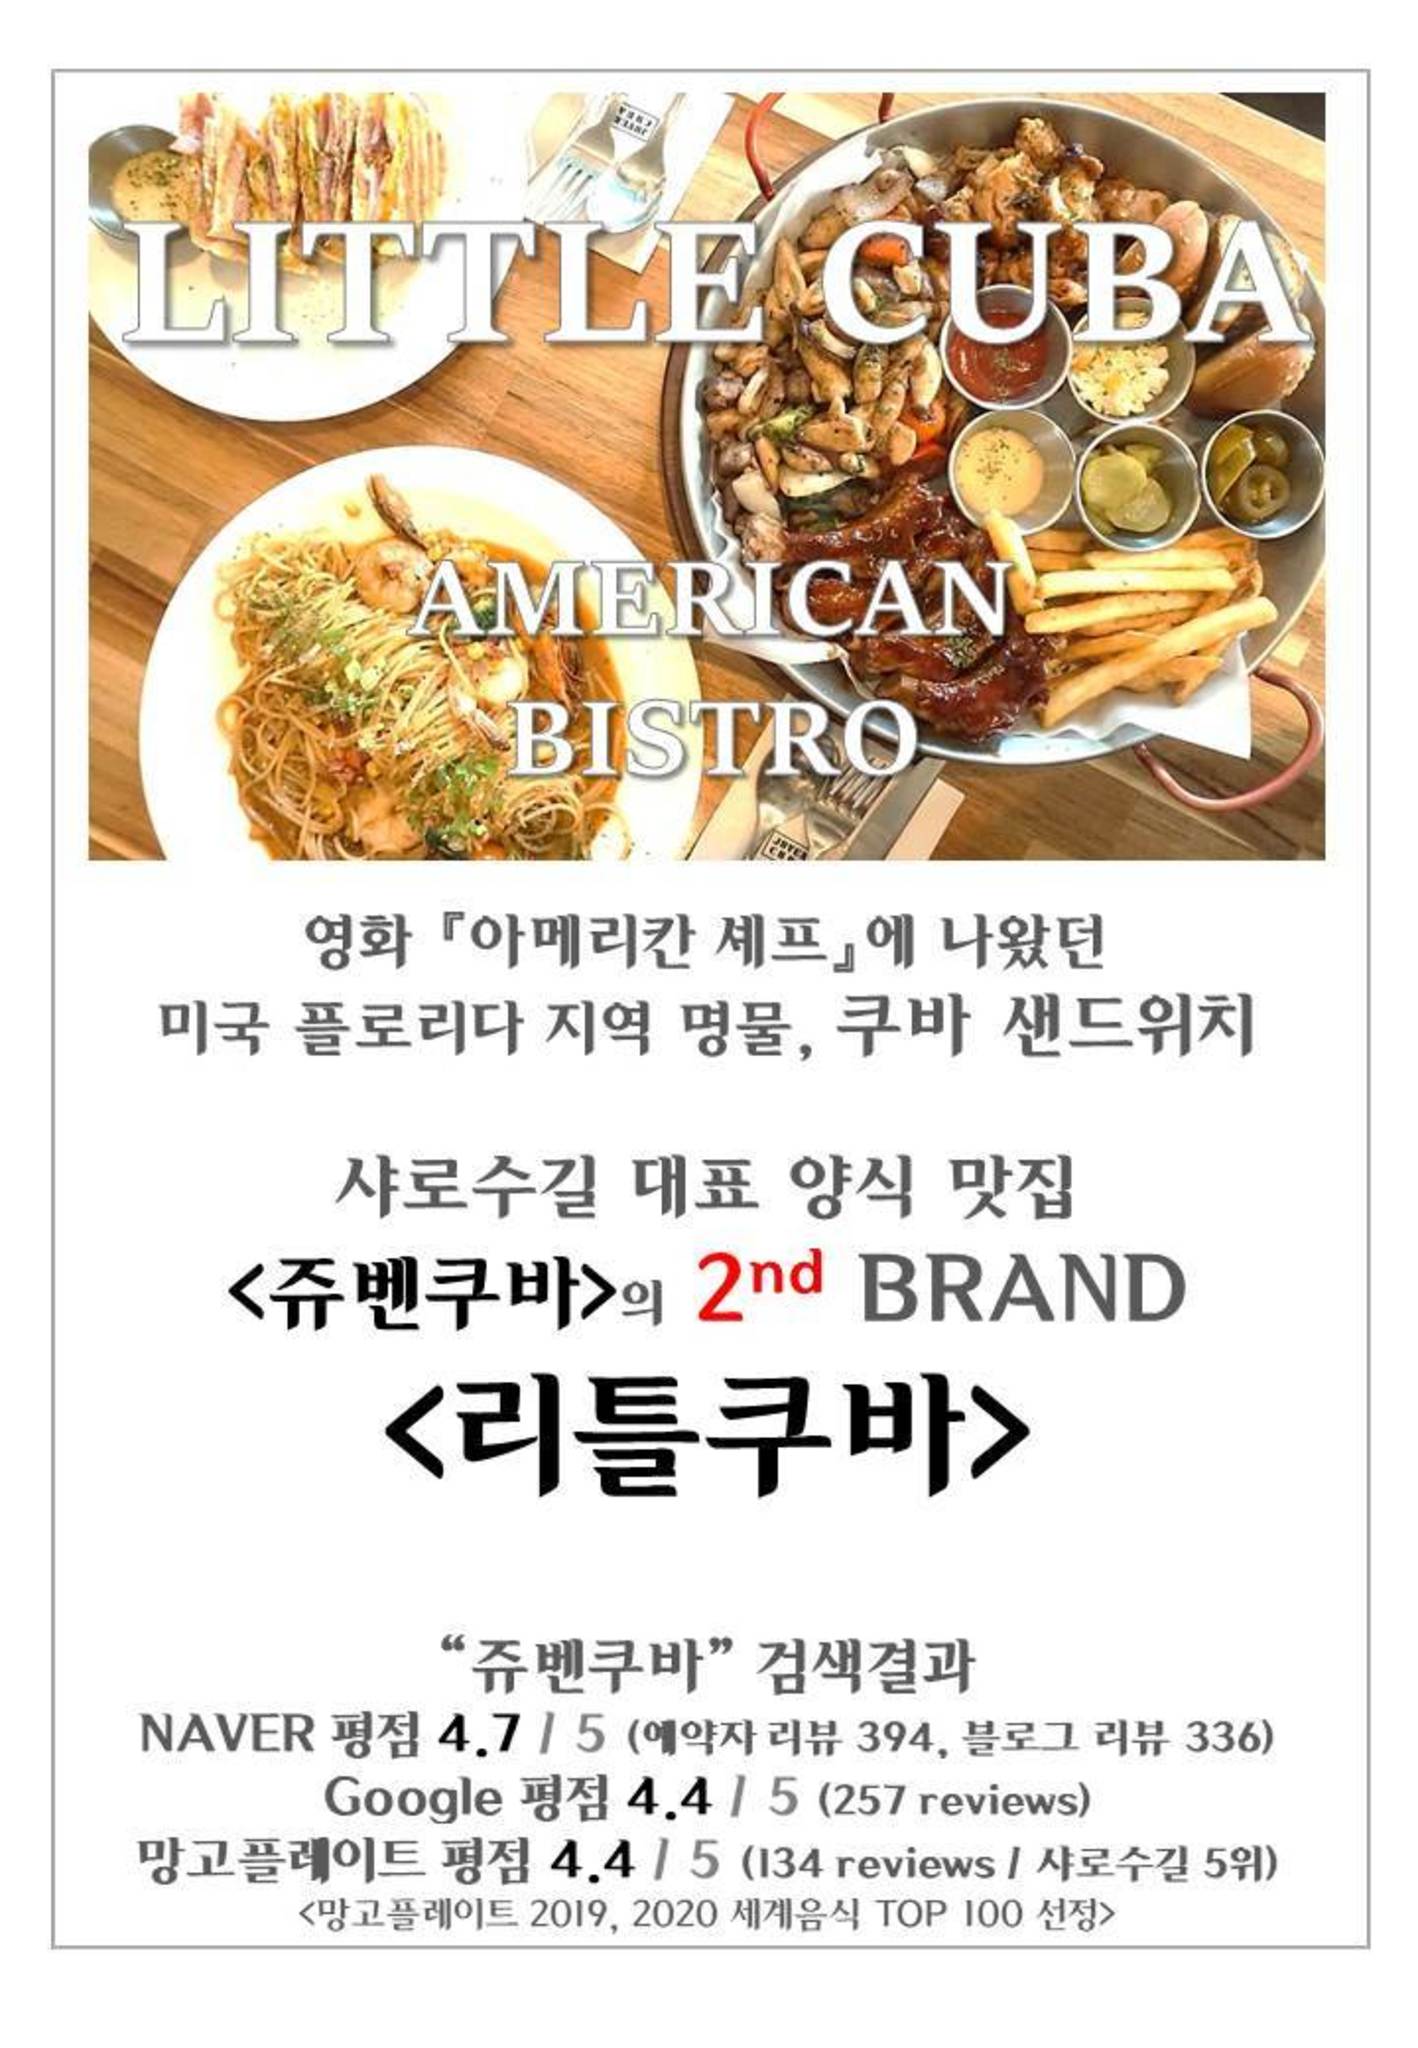 LITTLE CUBA
AMERICAN
BISTRO
영화 『아메리칸 셰프』에 나왔던
미국 플로리다 지역 명물, 쿠바 샌드위치
샤로수길 대표 양식 맛집
<쥬벤쿠바>의 2nd BRAND
<리틀쿠바>
“쥬벤쿠바” 검색결과
NAVER 평점 4.7 / 5 (예약자 리뷰 394, 블로그 리뷰 336)
Google 평점 4.4 / 5 (257 reviews)
망고플레이트 평점 4.4 / 5 (134 reviews / 샤로수길 5위)
<망고플레이트 2019, 2020 세계음식 TOP 100 선정>